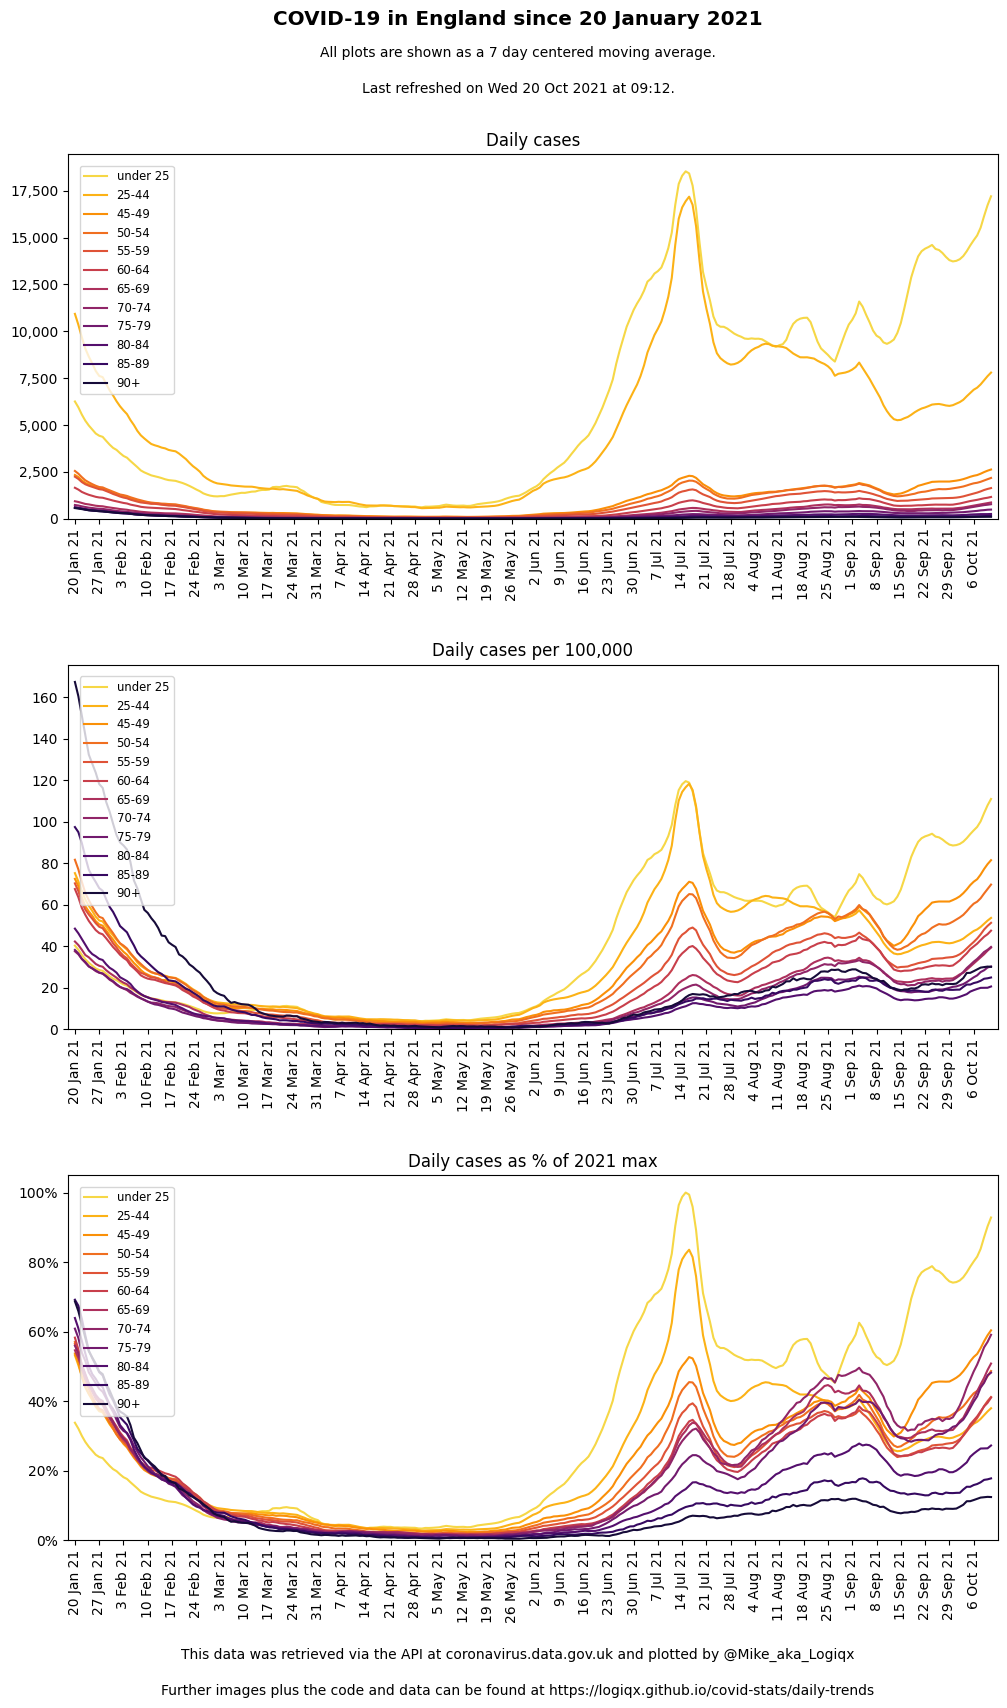 COVID-19 in England since 20 January 2021
All plots are shown as a 7 day centered moving average.
Last refreshed on Wed 20 Oct 2021 at 09:12.
Daily cases
17,500
15,000
12,500
10,000
7,500
5,000
2,500
0
under 25
25-44
45-49
50-54
55-59
60-64
65-69
70-74
75-79
80-84
85-89
90+
20 Jan 21
27 Jan 21
3 Feb 21
10 Feb 21
17 Feb 21
24 Feb 21
3 Mar 21
10 Mar 21
17 Mar 21
24 Mar 21
31 Mar 21
7 Apr 21
14 Apr 21
21 Apr 21
28 Apr 21
5 May 21
12 May 21
19 May 21
26 May 21
2 Jun 21
9 Jun 21
16 Jun 21
23 Jun 21
30 Jun 21
7 Jul 21
14 Jul 21
21 Jul 21
28 Jul 21
4 Aug 21
11 Aug 21
18 Aug 21
25 Aug 21
1 Sep 21
8 Sep 21
15 Sep 21
22 Sep 21
29 Sep 21
6 Oct 21
Daily cases per 100,000
160
140
120
100
80
60
40
20
0
under 25
25-44
45-49
50-54
55-59
60-64
65-69
70-74
75-79
80-84
85-89
90+
20 Jan 21
27 Jan 21
3 Feb 21
10 Feb 21
17 Feb 21
24 Feb 21
3 Mar 21
10 Mar 21
17 Mar 21
24 Mar 21
31 Mar 21
7 Apr 21
14 Apr 21
21 Apr 21
28 Apr 21
5 May 21
12 May 21
19 May 21
26 May 21
2 Jun 21
9 Jun 21
16 Jun 21
23 Jun 21
30 Jun 21
7 Jul 21
14 Jul 21
21 Jul 21
28 Jul 21
4 Aug 21
11 Aug 21
18 Aug 21
25 Aug 21
1 Sep 21
8 Sep 21
15 Sep 21
22 Sep 21
29 Sep 21
6 Oct 21
Daily cases as % of 2021 max
100%
80%
60%
40%
20%
0%
under 25
25-44
45-49
50-54
55-59
60-64
65-69
70-74
75-79
80-84
85-89
90+
20 Jan 21
27 Jan 21
3 Feb 21
10 Feb 21
17 Feb 21
24 Feb 21
3 Mar 21
10 Mar 21
17 Mar 21
24 Mar 21
31 Mar 21
7 Apr 21
14 Apr 21
21 Apr 21
28 Apr 21
5 May 21
12 May 21
19 May 21
26 May 21
2 Jun 21
9 Jun 21
16 Jun 21
23 Jun 21
30 Jun 21
7 Jul 21
14 Jul 21
21 Jul 21
28 Jul 21
4 Aug 21
11 Aug 21
18 Aug 21
25 Aug 21
1 Sep 21
8 Sep 21
15 Sep 21
22 Sep 21
29 Sep 21
6 Oct 21
This data was retrieved via the API at coronavirus.data.gov.uk and plotted by @Mike_aka_Logiqx
Further images plus the code and data can be found at https://logiqx.github.io/covid-stats/daily-trends